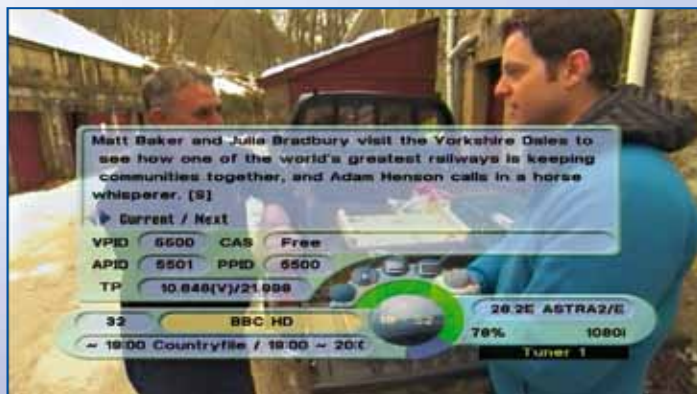 Matt Baker and Julia Bradbury visit the Yorkshire Dales to
see how one of the world's greatest railways is keeping
communities together, and Adam Henson calls in a horse
whisperer. [S]
Current / Next
VPID 5500 CAS Free
APID 5501 PPID 5500
TP 10.846(V)/21.998
32 BBC HD
28.2E ASTRA2/E
78% 1080i
~ 19:00 Countryfile / 19:00 ~ 20:0
Tuner 1